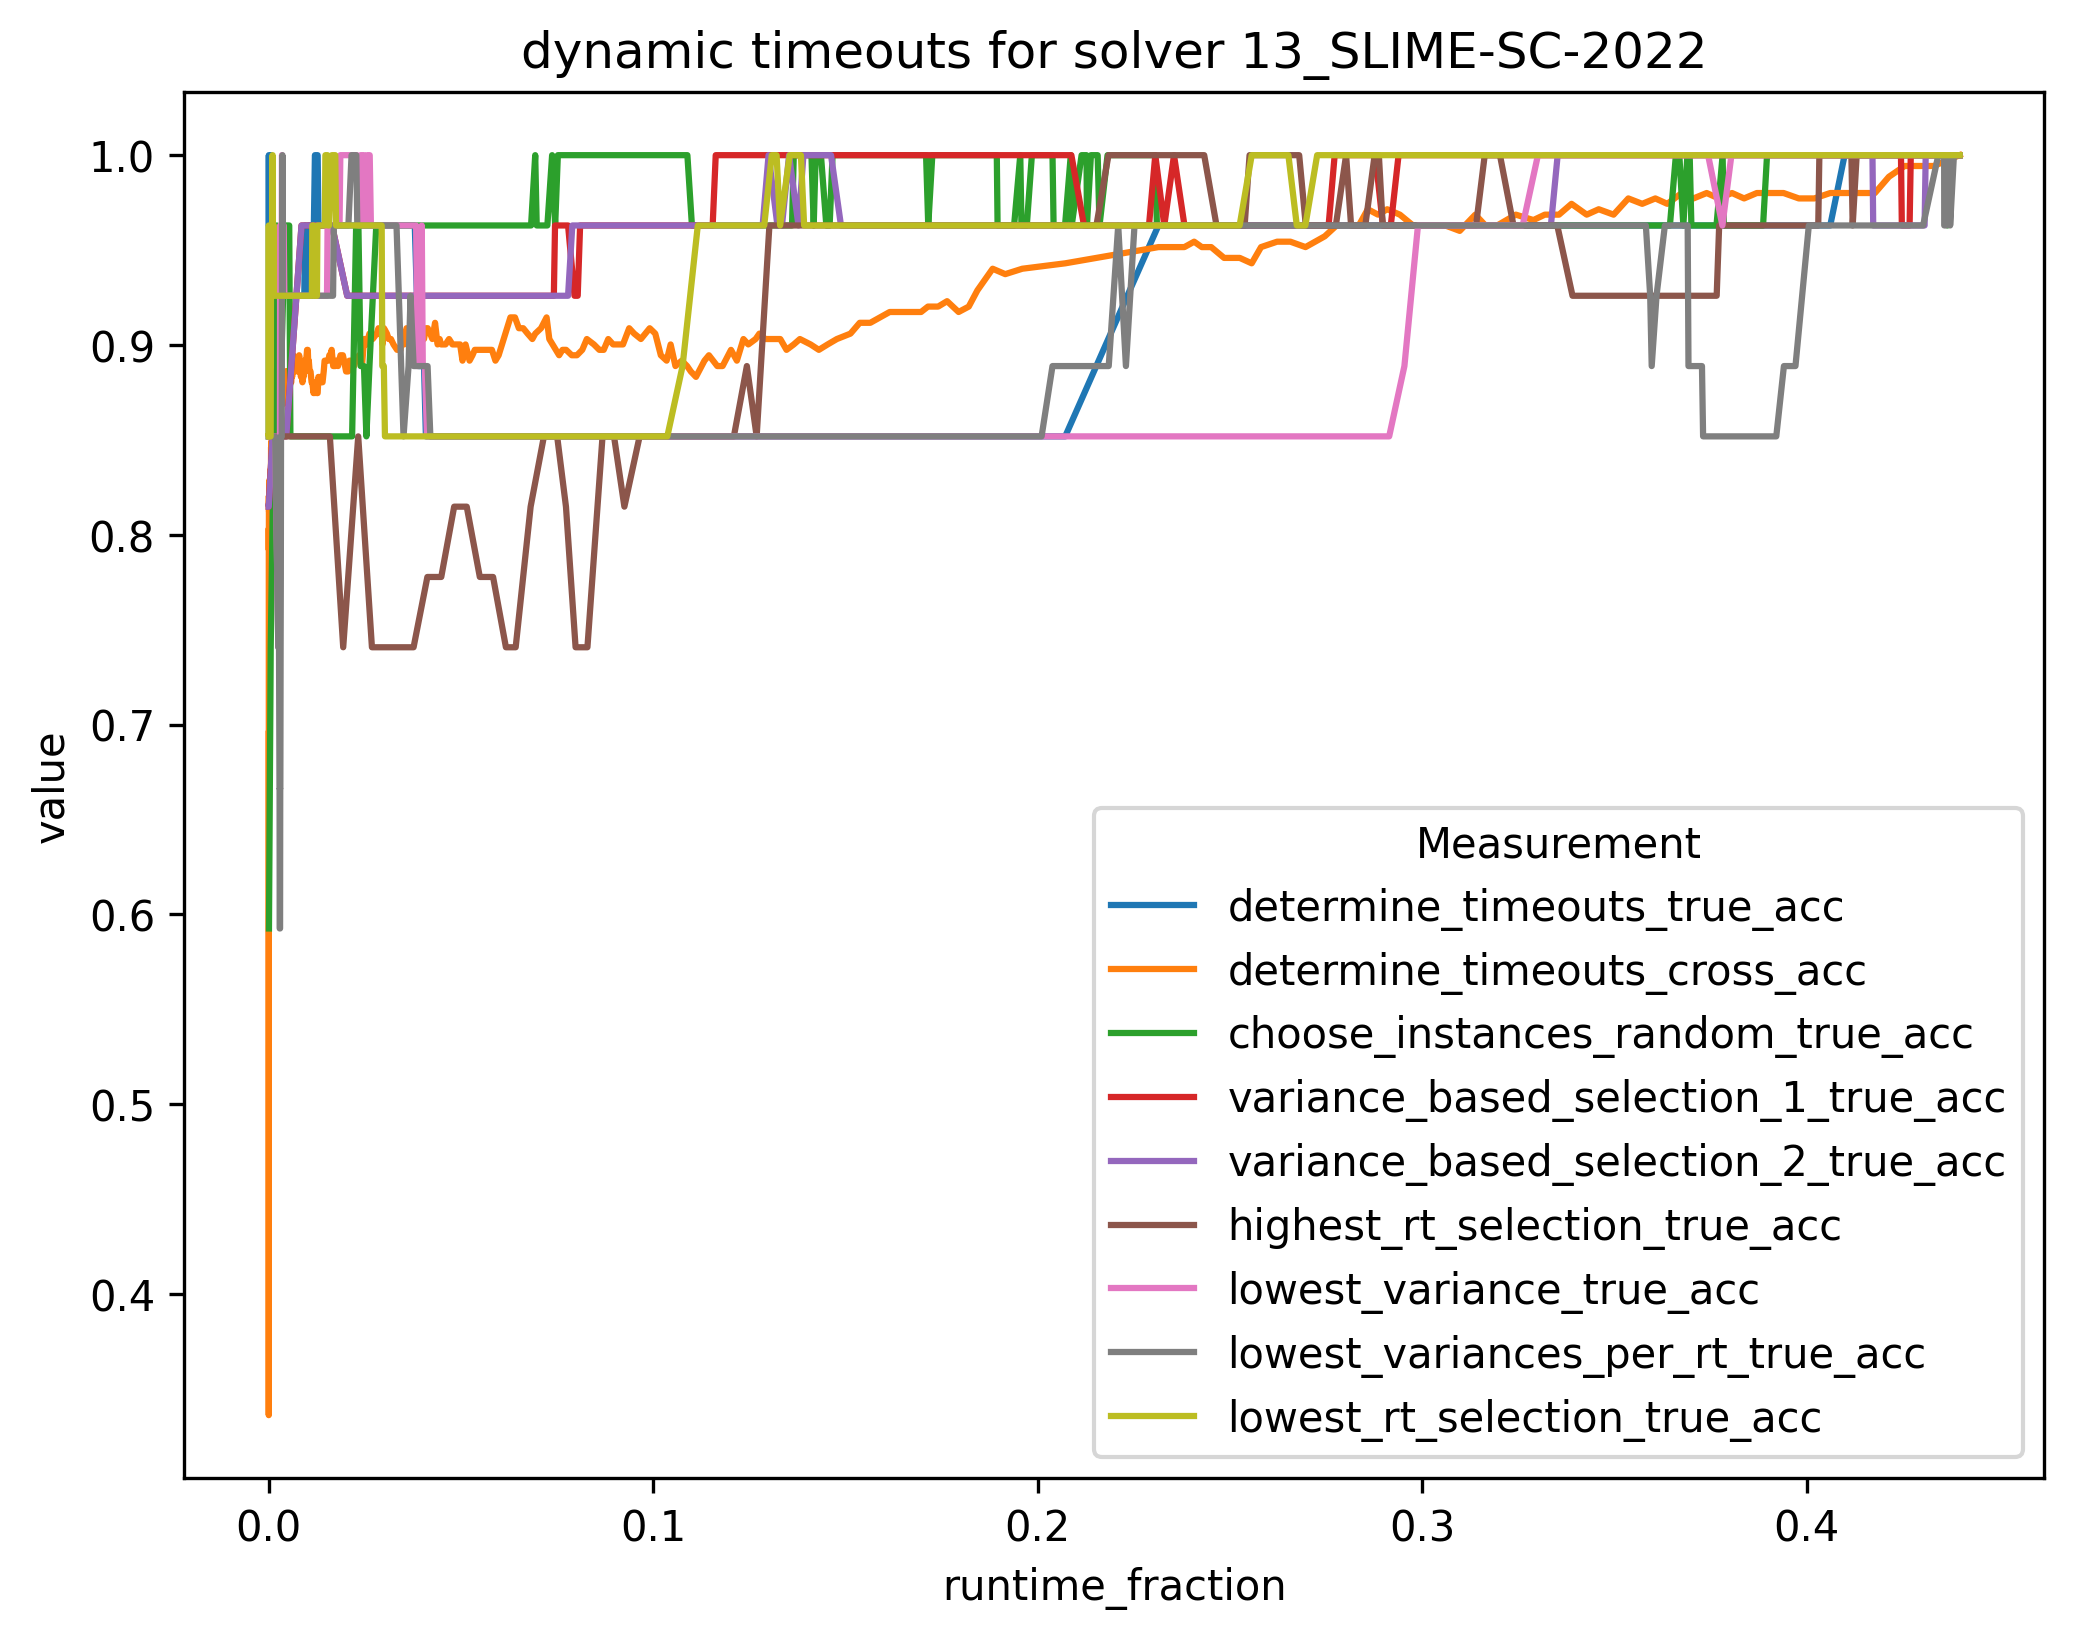 dynamic timeouts for solver 13_SLIME-SC-2022
1.0
0.9
0.8
0.7
0.6
0.5
0.4
value
0.0
0.1
0.2
0.3
0.4
runtime_fraction
Measurement
determine_timeouts_true_acc
determine_timeouts_cross_acc
choose_instances_random_true_acc
variance_based_selection_1_true_acc
variance_based_selection_2_true_acc
highest_rt_selection_true_acc
lowest_variance_true_acc
lowest_variances_per_rt_true_acc
lowest_rt_selection_true_acc